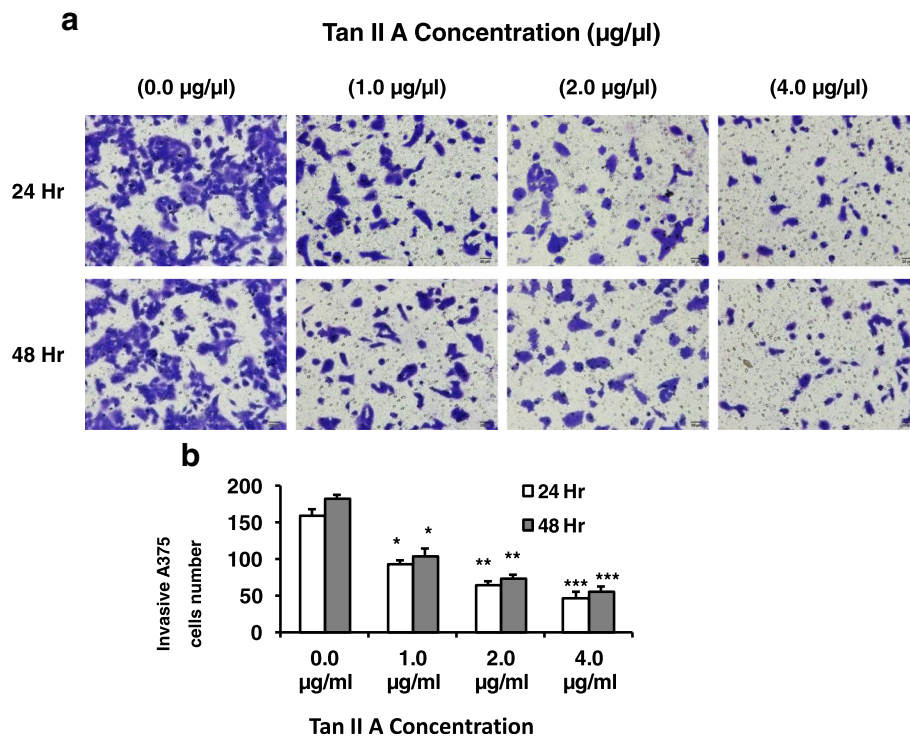 a
Tan II A Concentration (µg/µl)
(0.0 µg/µl) (1.0 µg/µl) (2.0 µg/µl) (4.0 µg/µl)
24 Hr
48 Hr
b
200
150
100
50
0
Invasive A375
cells number
24 Hr
48 Hr
* *
** **
*** ***
0.0 1.0 2.0 4.0
µg/ml µg/ml µg/ml µg/ml
Tan II A Concentration